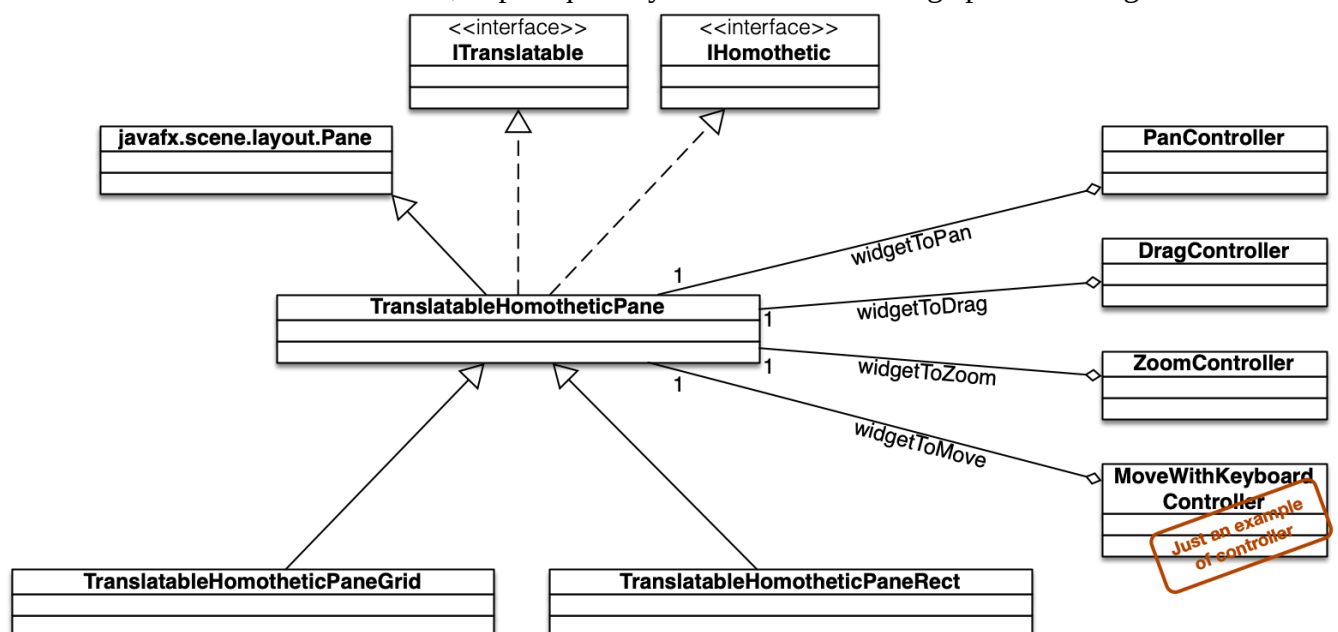 <<interface>>
ITranslatable
<<interface>>
IHomothetic
javafx.scene.layout.Pane
PanController
widgetToPan
1
DragController
TranslatableHomotheticPane
1
widgetToDrag
ZoomController
1
widgetToZoom
1
widgetToMove
MoveWithKeyboard
Controller
Just an example
of controller
TranslatableHomotheticPaneGrid
TranslatableHomotheticPaneRect